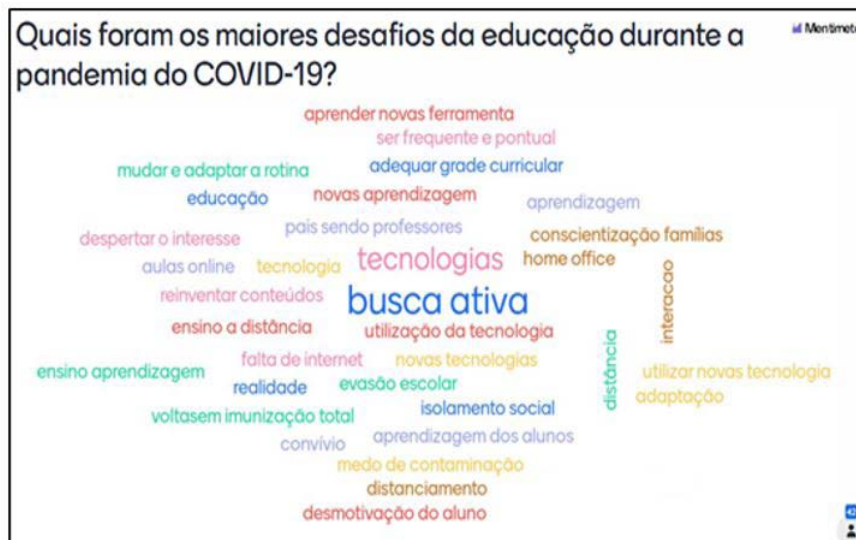 Quais foram os maiores desafios da educação durante a
pandemia do COVID-19?
Mentimete
aprender novas ferramenta
ser frequente e pontual
mudar e adaptar a rotina
adequar grade curricular
educação
novas aprendizagem
aprendizagem
despertar o interesse
pais sendo professores
conscientização famílias
aulas online
tecnologia
tecnologias
home office
reinventar conteúdos
busca ativa
interacao
ensino a distância
utilização da tecnologia
ensino aprendizagem
falta de internet
novas tecnologias
distância
utilizar novas tecnologia
realidade
evasão escolar
adaptação
voltasem imunização total
isolamento social
convívio
aprendizagem dos alunos
medo de contaminação
distanciamento
desmotivação do aluno